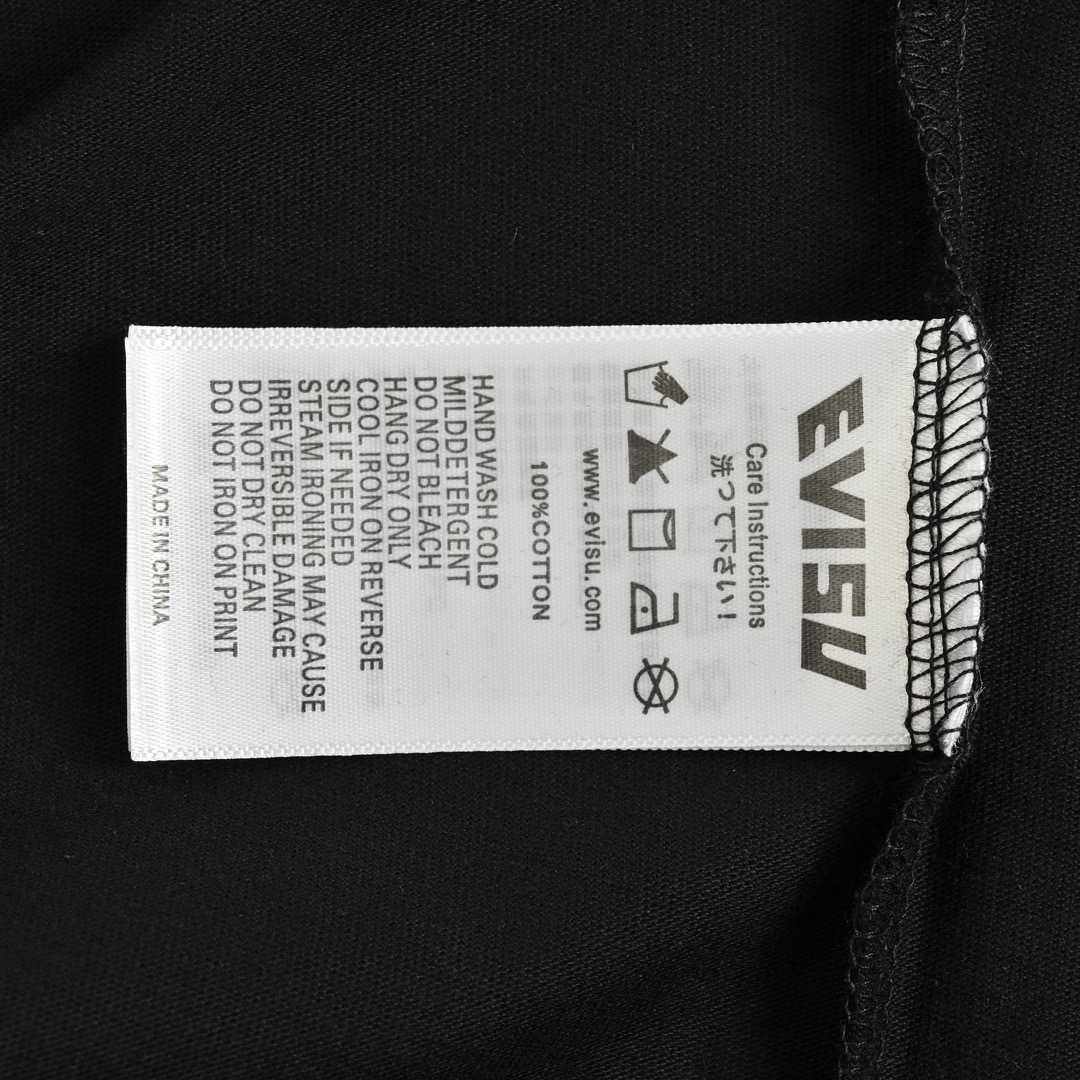 EVISU
Care Instructions
洗つて下さい!
www.evisu.com
100%COTTON
HAND WASH COLD
MILDDETERGENT
DO NOT BLEACH
HANG DRY ONLY
COOL IRON ON REVERSE
SIDE IF NEEDED
STEAM IRONING MAY CAUSE
IRREVERSIBLE DAMAGE
DO NOT DRY CLEAN
DO NOT IRON ON PRINT
MADE IN CHINA